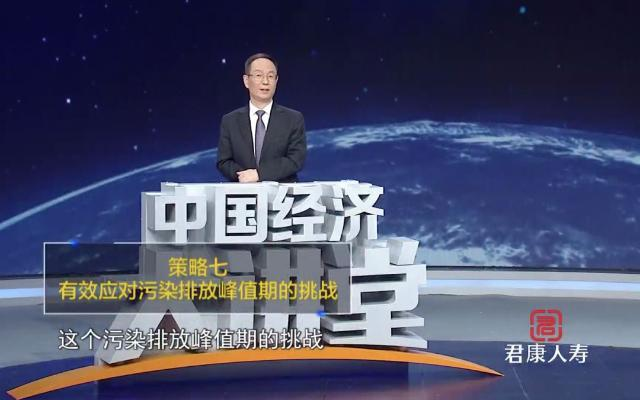 中国经济
大讲堂
策略七
有效应对污染排放峰值期的挑战
这个污染排放峰值期的挑战
君康人寿